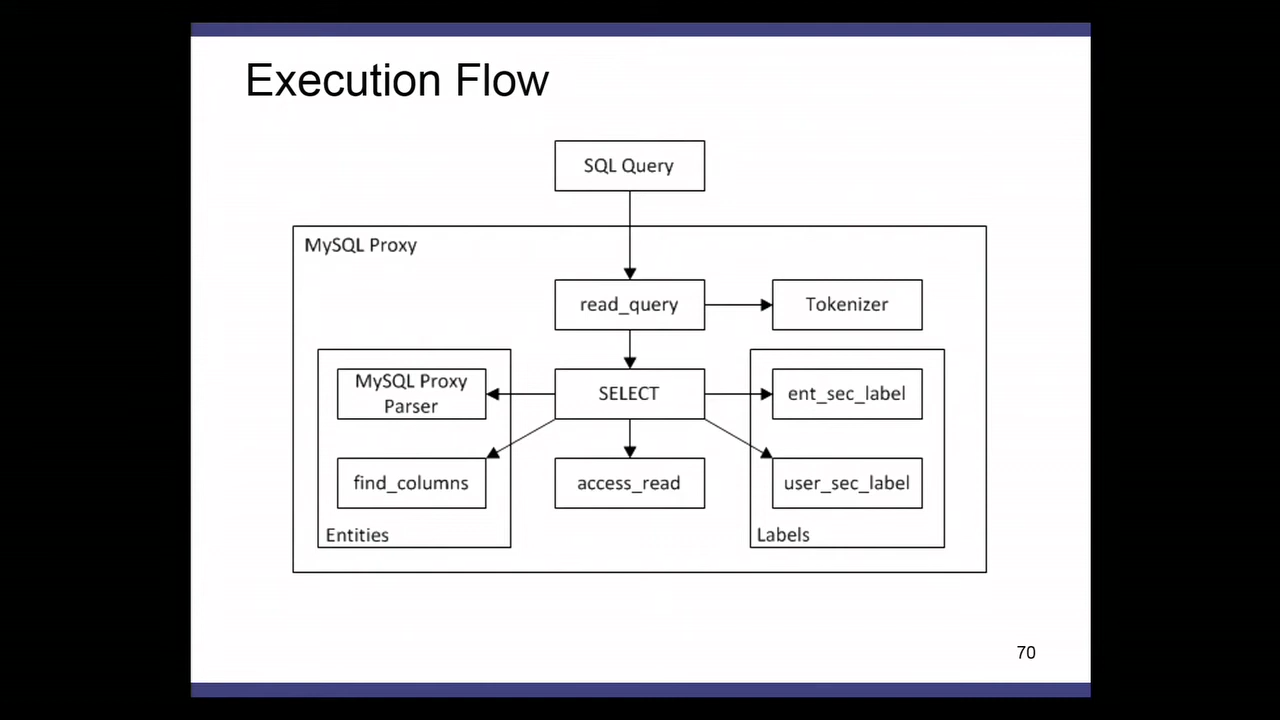 Execution Flow
SQL Query
MySQL Proxy
read_query
Tokenizer
MySQL Proxy
Parser
SELECT
ent_sec_label
find_columns
access_read
user_sec_label
Entities
Labels
70